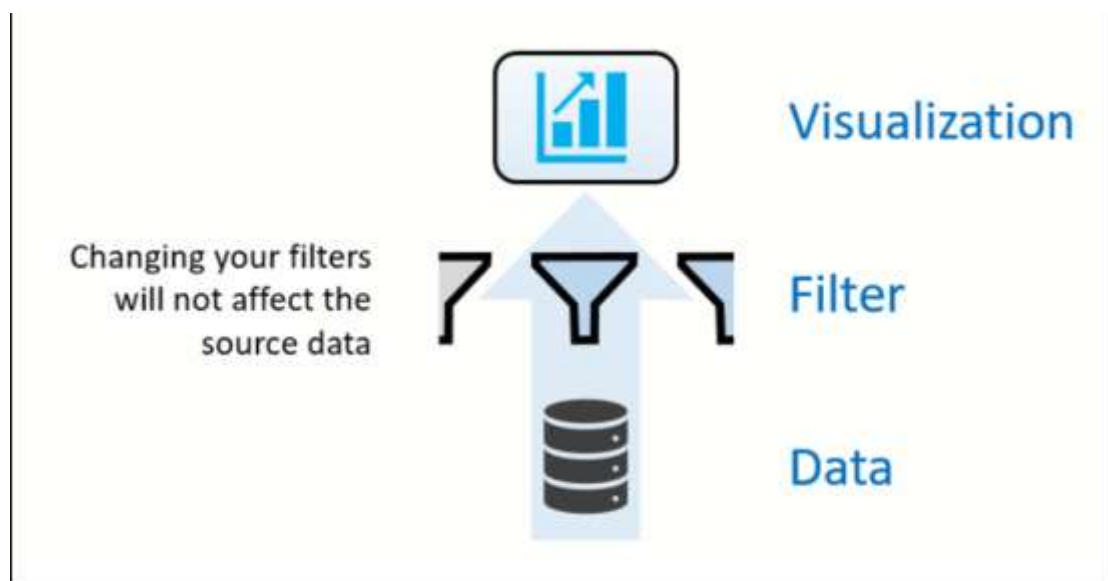 Visualization
Changing your filters
will not affect the
source data
Filter
Data